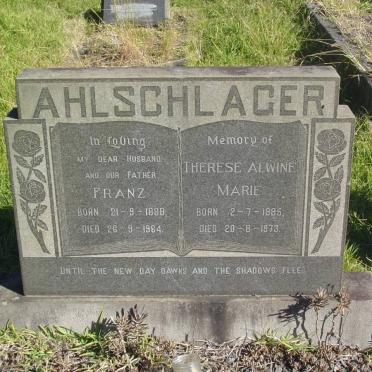 AHLSCHLAGER
In loving
MY DEAR HUSBAND
AND OUR FATHER
FRANZ
BORN 21-9-1888
DIED 26-9-1964.
Memory of
THERESE ALWINE
MARIE
BORN 2-7-1895.
DIED 20-8-1973.
UNTIL THE NEW DAY DAWNS AND THE SHADOWS FLEE.